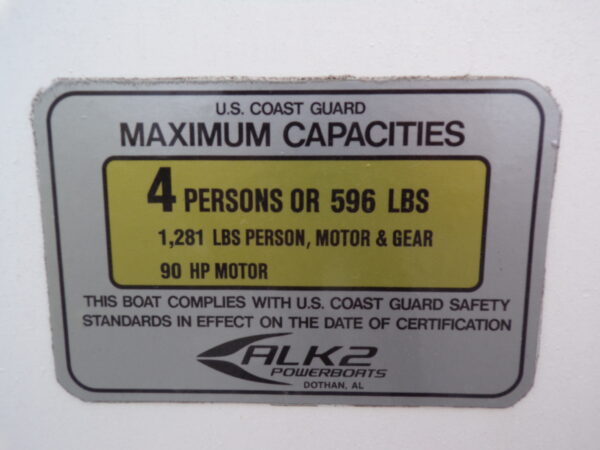 U.S. COAST GUARD
MAXIMUM CAPACITIES
4 PERSONS OR 596 LBS
1,281 LBS PERSON, MOTOR & GEAR
90 HP MOTOR
THIS BOAT COMPLIES WITH U.S. COAST GUARD SAFETY
STANDARDS IN EFFECT ON THE DATE OF CERTIFICATION
ALK2
POWERBOATS
DOTHAN, AL